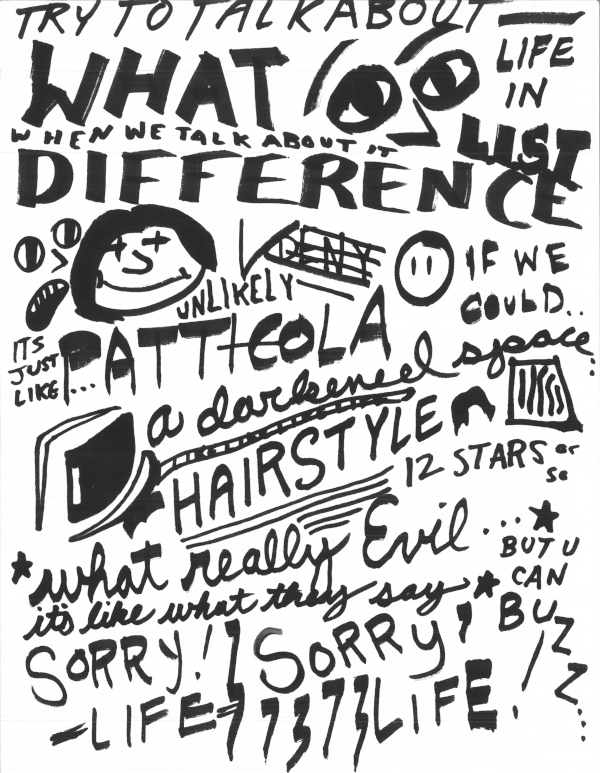 TRY TO TALK ABOUT —
WHAT
LIFE
IN
LIST
WHEN WE TALK ABOUT IT
DIFFERENCE
DENY
UNLIKELY
IF WE
COULD..
ITS
JUST
LIKE...
PATTI COLA
a darkened space...
HAIRSTYLE
12 STARS or
so
*what really Evil...★
it's like what they say*
BUT U
CAN
BUZZ...
SORRY! SORRY,
=LIFE= 77373 LIFE!